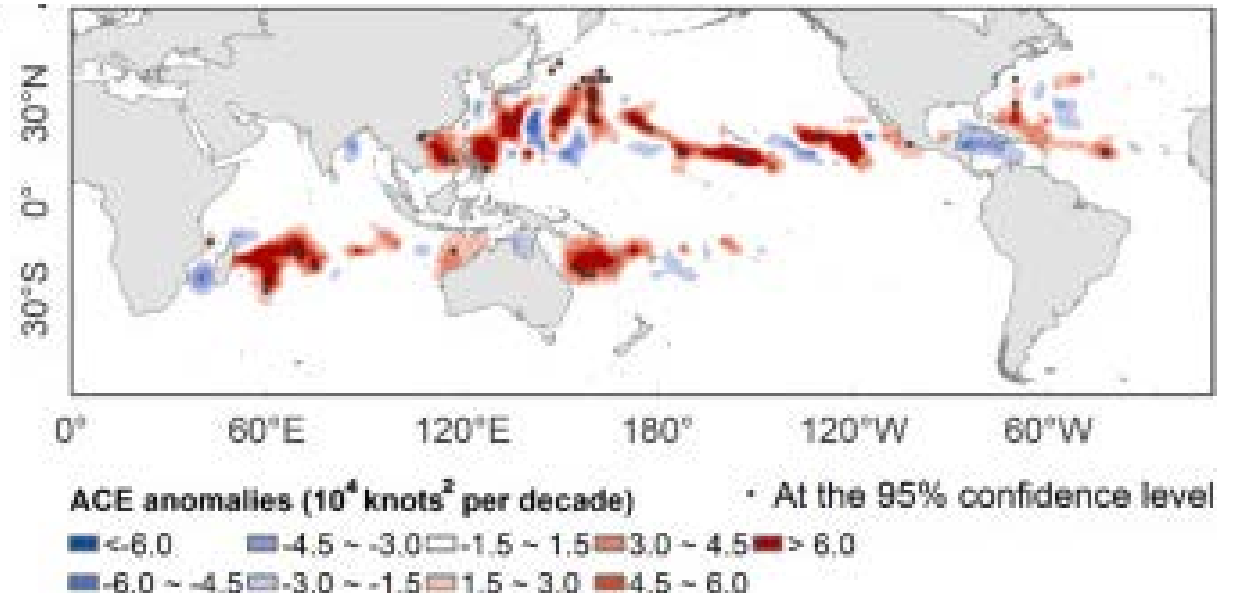 30°N
0°
30°S
0° 60°E 120°E 180° 120°W 60°W
ACE anomalies (10⁴ knots² per decade) · At the 95% confidence level
<-6.0 -4.5 ~ -3.0 -1.5 ~ 1.5 3.0 ~ 4.5 > 6.0
-6.0 ~ -4.5 -3.0 ~ -1.5 1.5 ~ 3.0 4.5 ~ 6.0